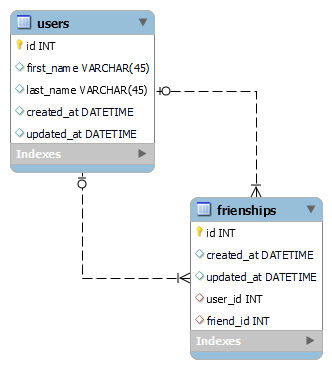 users
id INT
first_name VARCHAR(45)
last_name VARCHAR(45)
created_at DATETIME
updated_at DATETIME
Indexes
frienships
id INT
created_at DATETIME
updated_at DATETIME
user_id INT
friend_id INT
Indexes